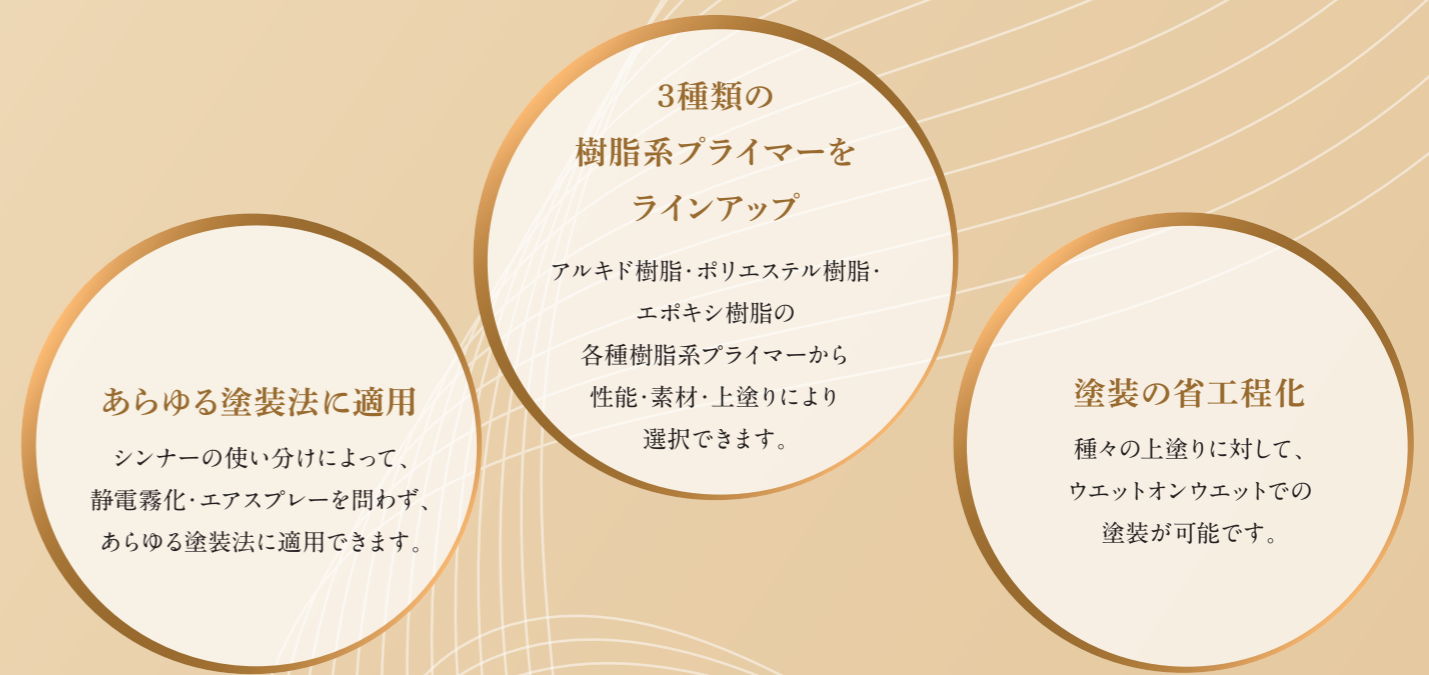 3種類の
樹脂系プライマーを
ラインアップ
アルキド樹脂・ポリエステル樹脂・
エポキシ樹脂の
各種樹脂系プライマーから
性能・素材・上塗りにより
選択できます。
あらゆる塗装法に適用
シンナーの使い分けによって、
静電霧化・エアスプレーを問わず、
あらゆる塗装法に適用できます。
塗装の省工程化
種々の上塗りに対して、
ウエットオンウエットでの
塗装が可能です。